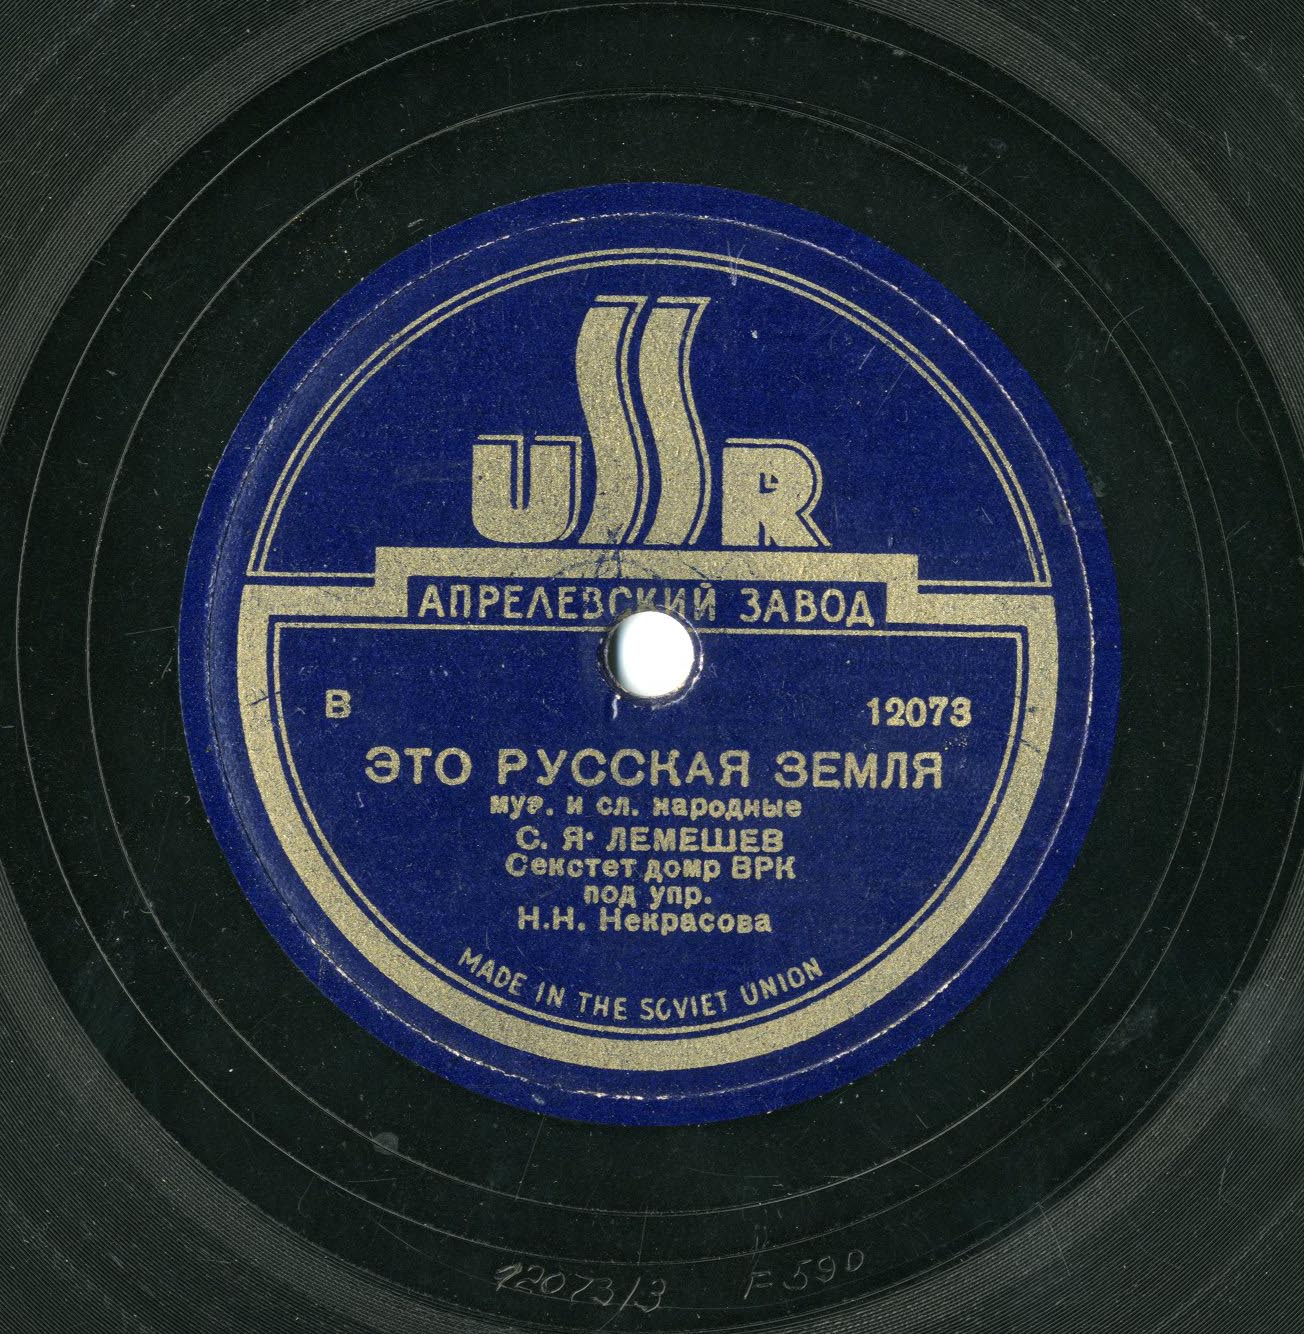 USSR
АПРЕЛЕВСКИЙ ЗАВОД
В 12073
ЭТО РУССКАЯ ЗЕМЛЯ
муз. и сл. народные
С. Я. ЛЕМЕШЕВ
Секстет домр ВРК
под упр.
Н.Н. Некрасова
MADE IN THE SOVIET UNION
12073/3 F 590